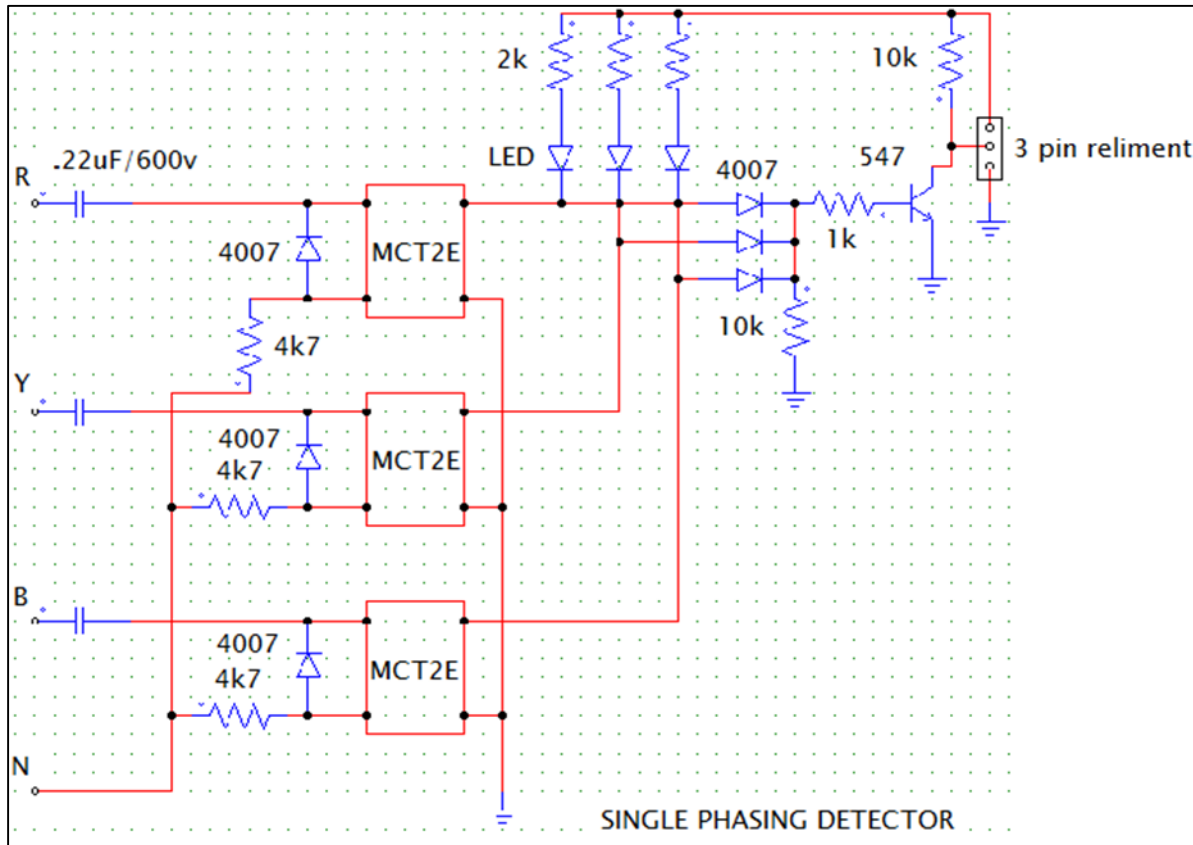 2k
10k
.22uF/600v
LED
4007
547
3 pin reliment
R
4007
MCT2E
1k
4k7
10k
Y
4007
4k7
MCT2E
B
4007
4k7
MCT2E
N
SINGLE PHASING DETECTOR